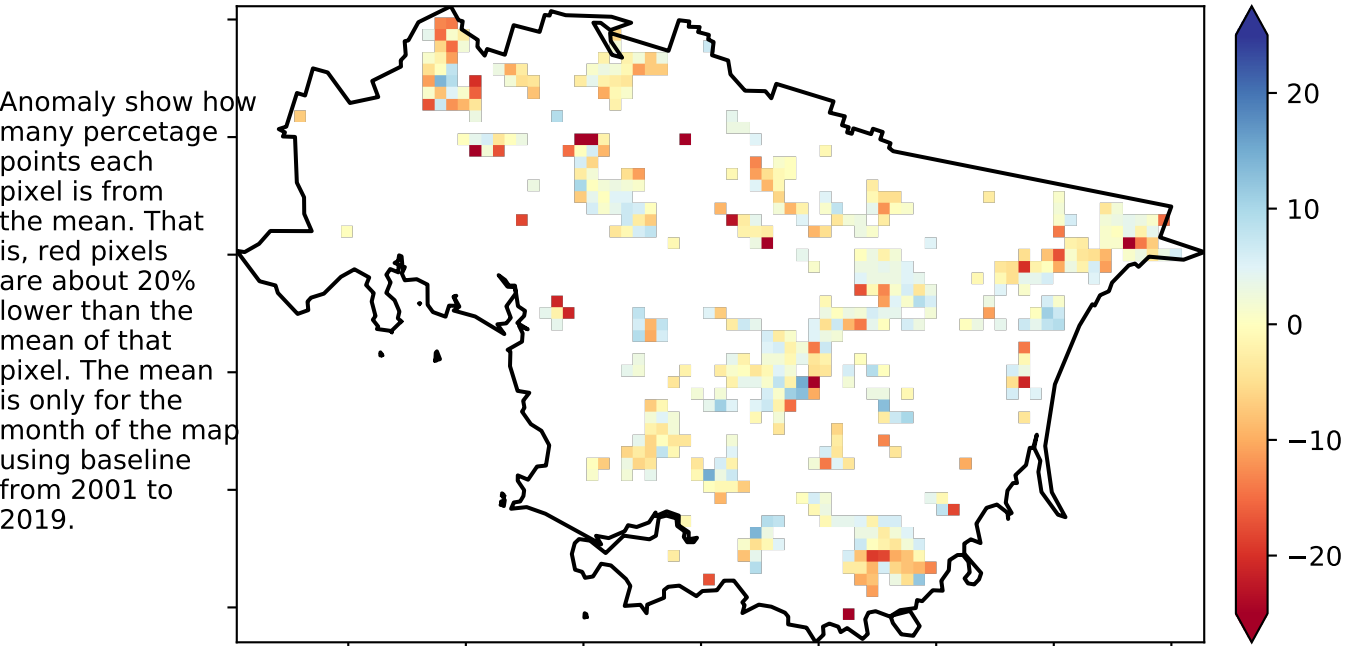 Anomaly show how
many percetage
points each
pixel is from
the mean. That
is, red pixels
are about 20%
lower than the
mean of that
pixel. The mean
is only for the
month of the map
using baseline
from 2001 to
2019.
20
10
0
−10
−20